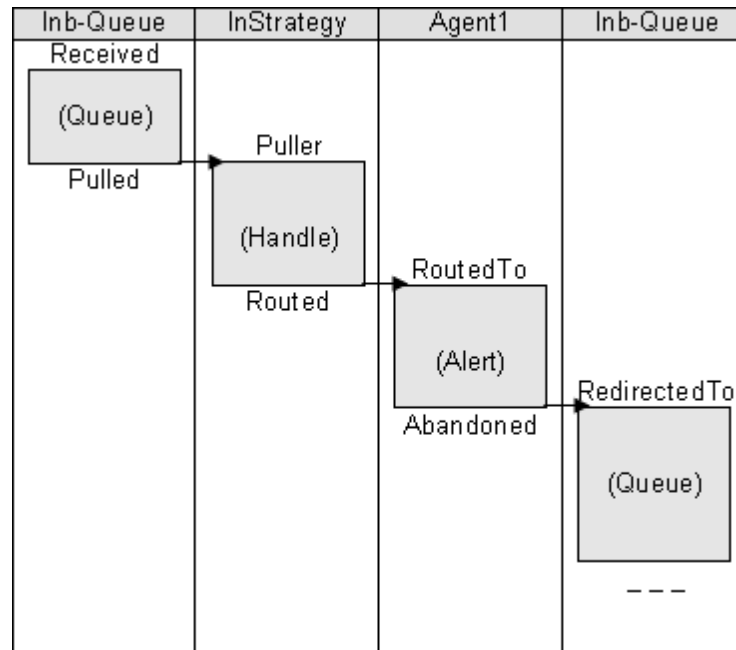 Inb-Queue InStrategy Agent1 Inb-Queue
Received
(Queue)
Pulled
Puller
(Handle)
Routed
RoutedTo
(Alert)
Abandoned
RedirectedTo
(Queue)
– – –